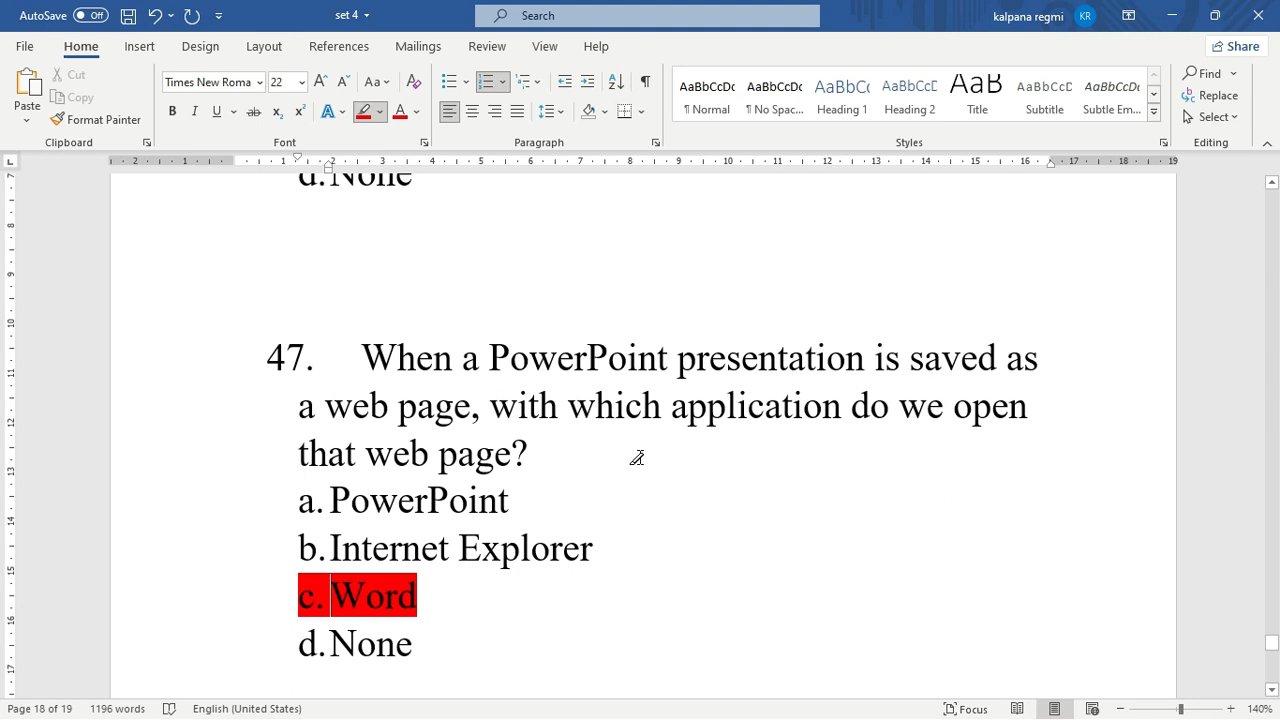 AutoSave Off set 4 Search kalpana regmi KR
File Home Insert Design Layout References Mailings Review View Help Share
Paste Cut Copy Format Painter Clipboard
Times New Roma 22 Aa Font
Paragraph
AaBbCcDc ¶ Normal AaBbCcDc ¶ No Spac... AaBbCc Heading 1 AaBbCcD Heading 2 AaB Title AaBbCcD Subtitle AaBbCcDc Subtle Em... Styles
Find Replace Select Editing
d. None
47. When a PowerPoint presentation is saved as
a web page, with which application do we open
that web page?
a. PowerPoint
b. Internet Explorer
c. Word
d. None
Page 18 of 19 1196 words English (United States) Focus 140%